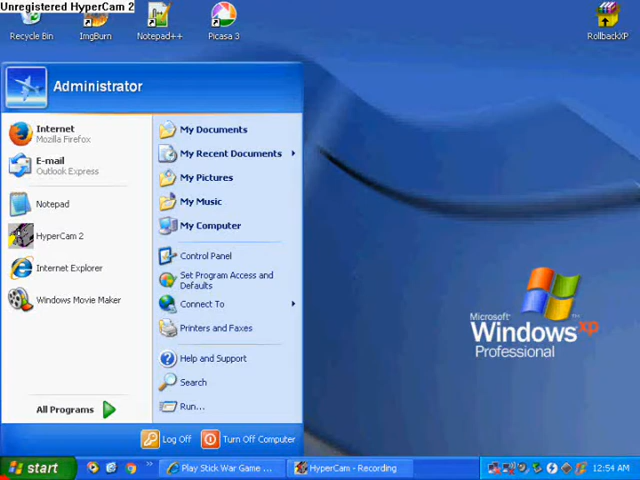 Unregistered HyperCam 2
Recycle Bin
ImgBurn
Notepad++
Picasa 3
RollbackXP
Administrator
Internet
Mozilla Firefox
E-mail
Outlook Express
Notepad
HyperCam 2
Internet Explorer
Windows Movie Maker
All Programs
My Documents
My Recent Documents
My Pictures
My Music
My Computer
Control Panel
Set Program Access and
Defaults
Connect To
Printers and Faxes
Help and Support
Search
Run...
Log Off
Turn Off Computer
Microsoft
Windows xp
Professional
start
Play Stick War Game ...
HyperCam - Recording
12:54 AM